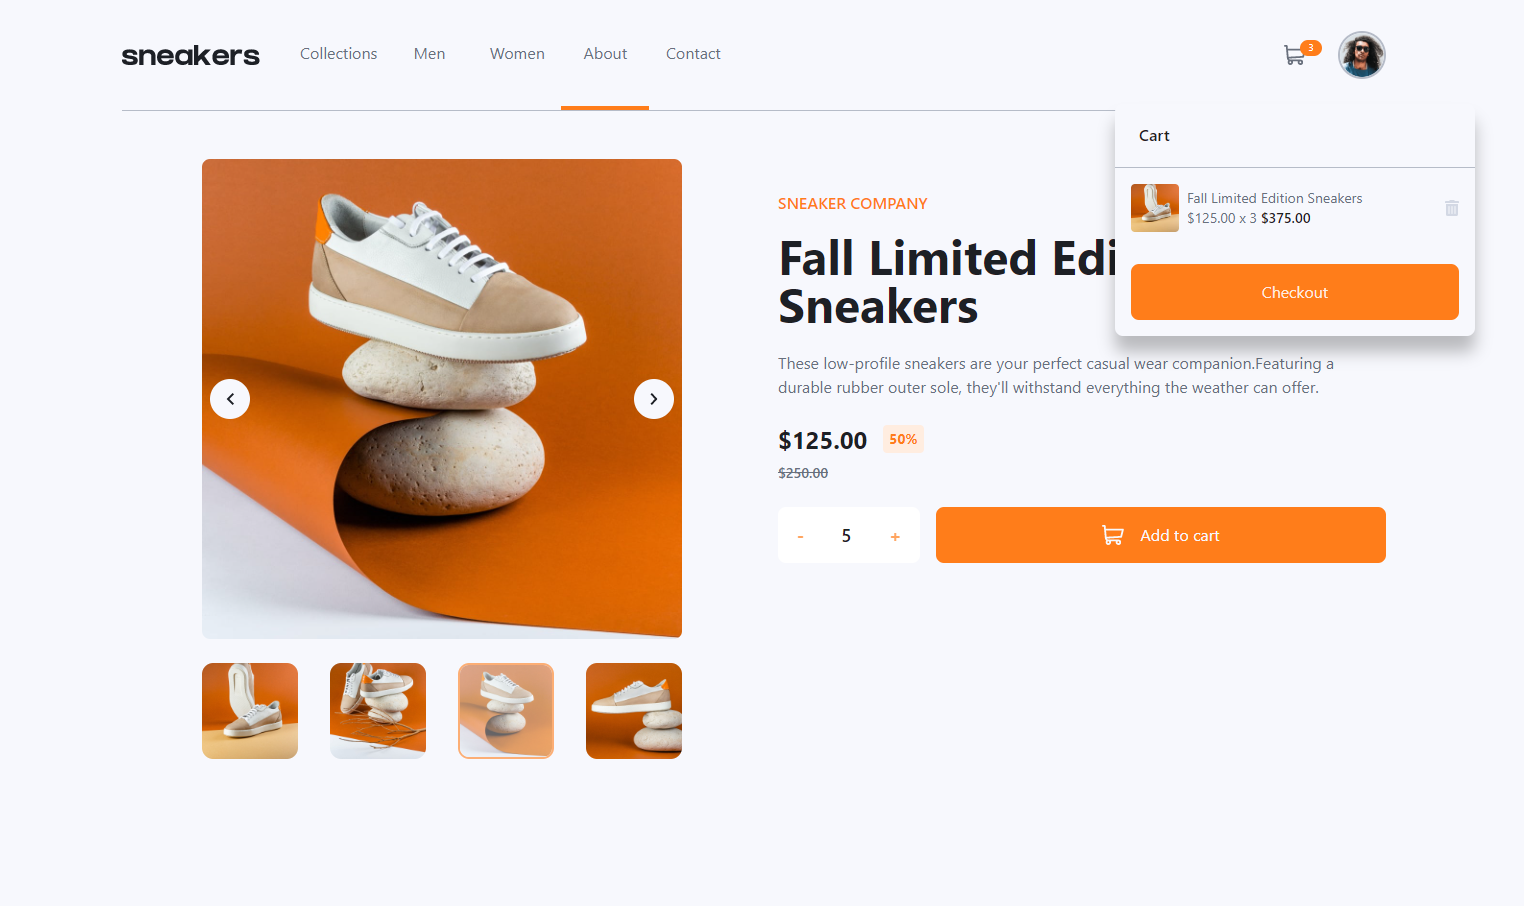 sneakers
Collections Men Women About Contact
3
Cart
Fall Limited Edition Sneakers
$125.00 x 3 $375.00
Checkout
SNEAKER COMPANY
Fall Limited Edi
Sneakers
These low-profile sneakers are your perfect casual wear companion.Featuring a
durable rubber outer sole, they'll withstand everything the weather can offer.
$125.00 50%
$250.00
- 5 +
Add to cart